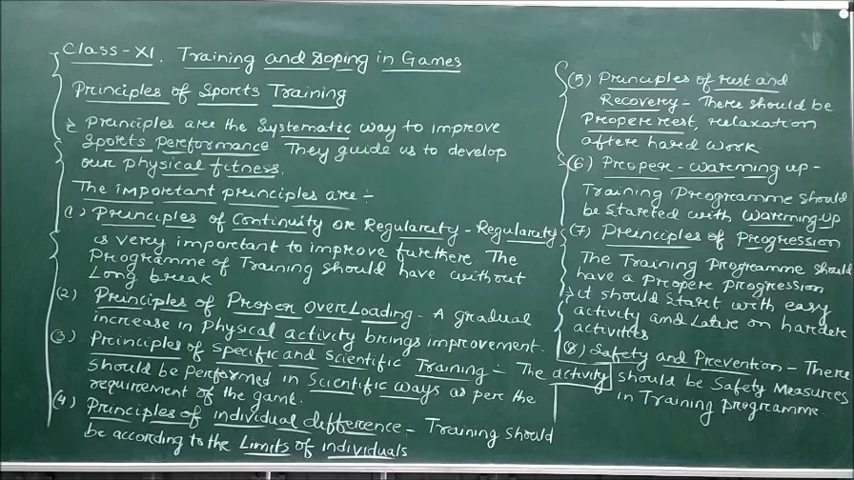 Class-XI. Training and Doping in Games
Principles of Sports Training
Principles are the Systematic way to improve
Sports Performance They guide us to develop
our physical fitness.
The important principles are :-
(1) Principles of Continuity or Regularity - Regularity
is very important to improve further. The
Programme of Training should have without
Long break
(2) Principles of Proper overLoading. - A gradual
increase in Physical activity brings improvement.
(3) Principles of Specific and Scientific Training :- The activity
should be Performed in Scientific ways as per the
requirement of the game.
(4) Principles of individual difference - Training should
be according to the Limits of individuals
(5) Principles of rest and
Recovery - There should be
Proper rest, relaxation
after hard work
(6) Proper - warming up -
Training Programme should
be Started with warming-up
(7) Principles of Progression
The Training Programme should
have a Proper Progression
it should Start with easy
activity and Later on harder
activities
(8) Safety and Prevention - There
should be Safety Measures
in Training programme